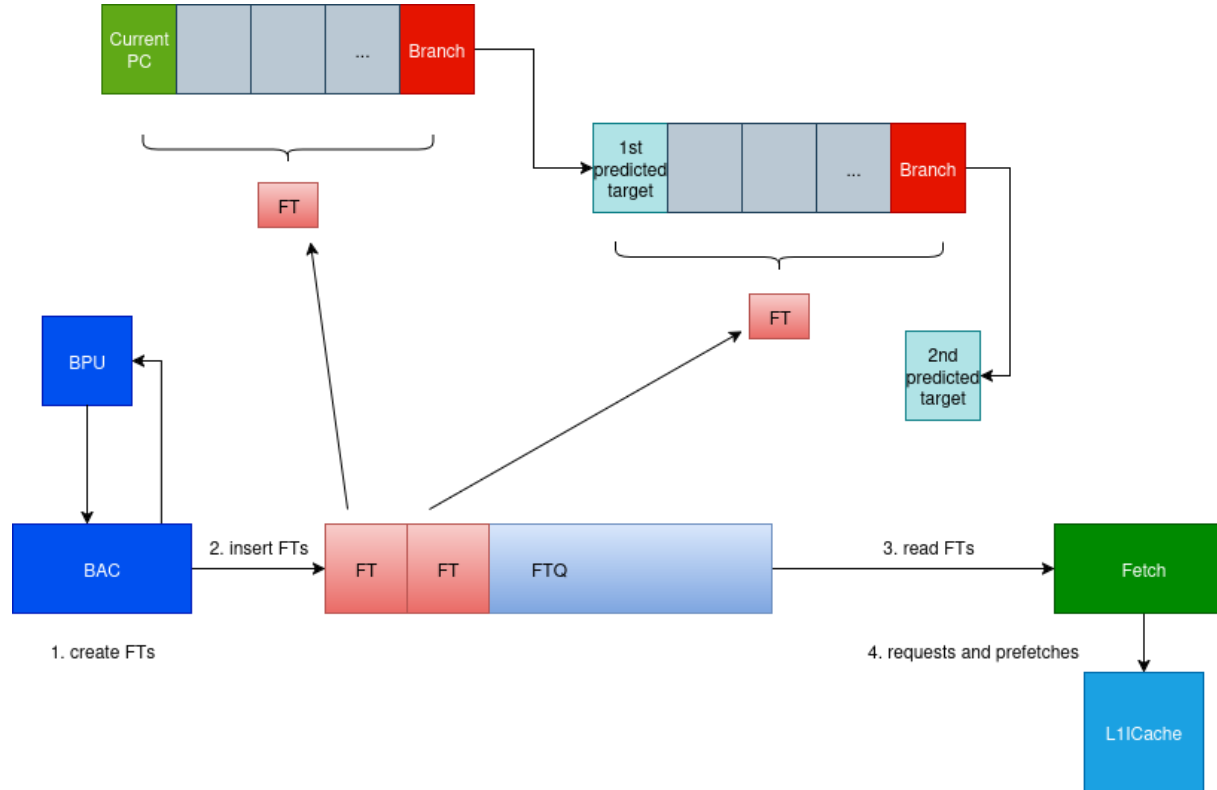 Current
PC
...
Branch
1st
predicted
target
...
Branch
FT
FT
BPU
2nd
predicted
target
BAC
2. insert FTs
FT
FT
FTQ
3. read FTs
Fetch
1. create FTs
4. requests and prefetches
L1ICache